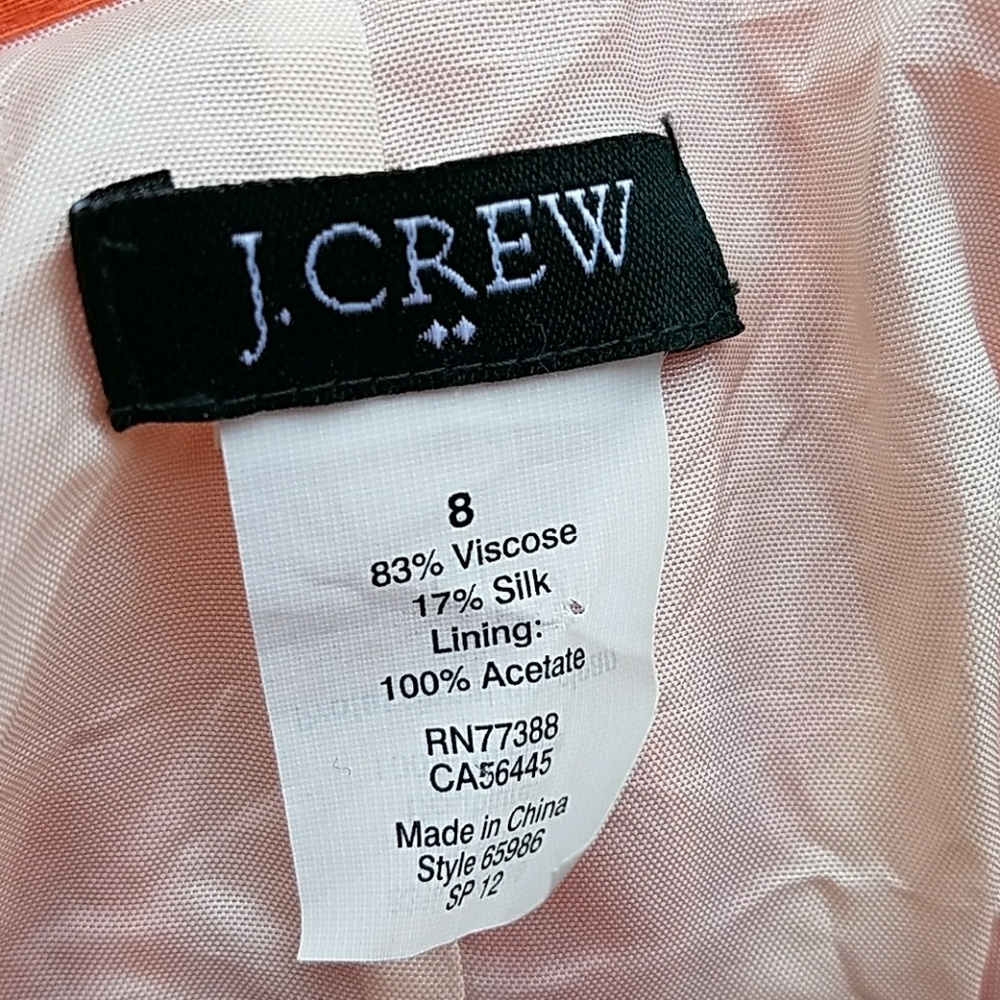 J.CREW
8
83% Viscose
17% Silk
Lining:
100% Acetate
RN77388
CA56445
Made in China
Style 65986
SP 12